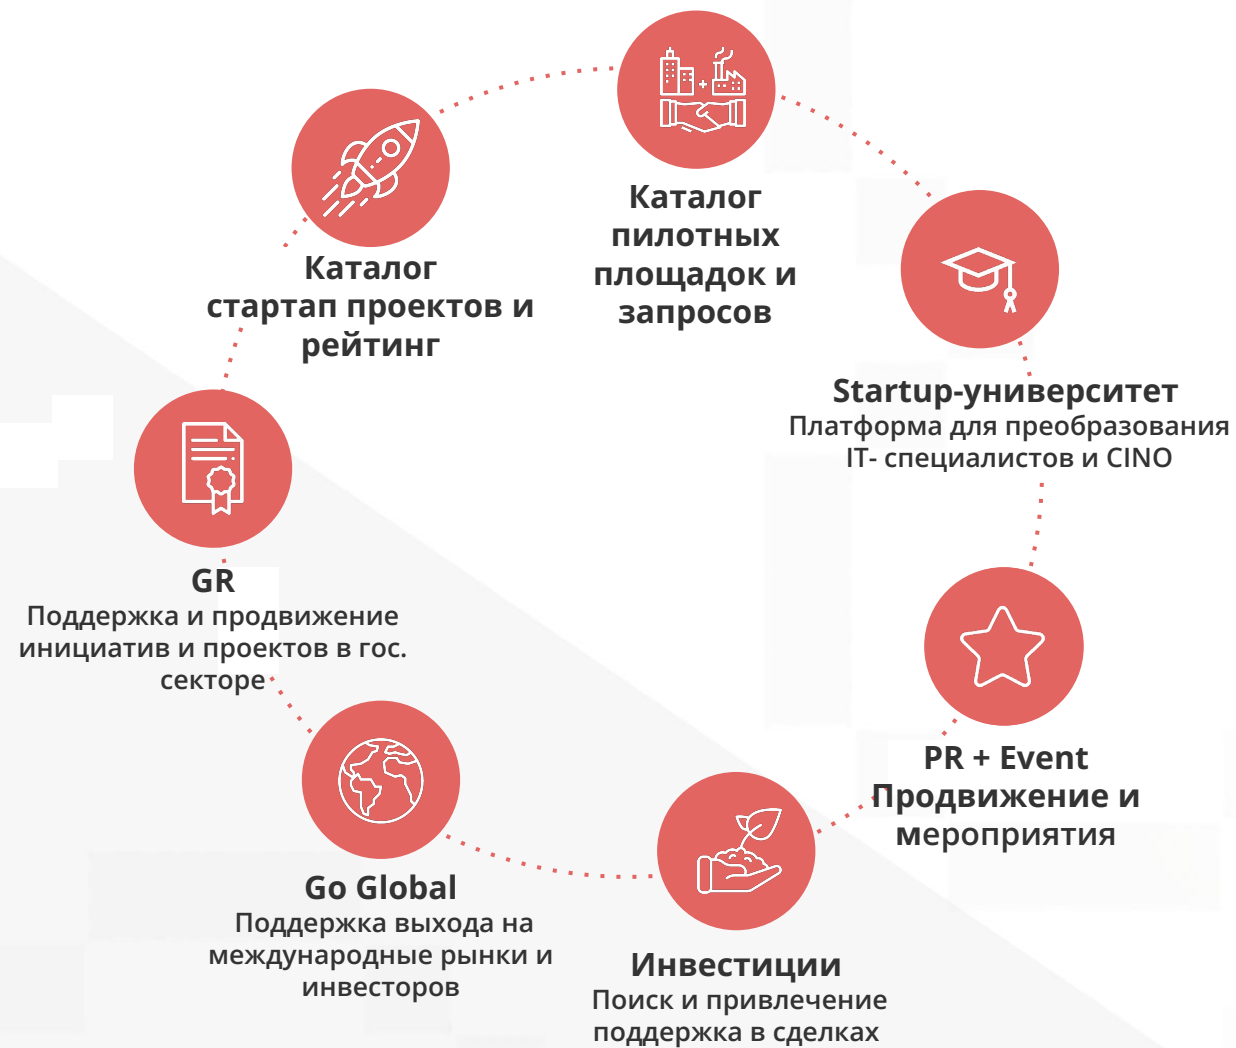 Каталог
пилотных
площадок и
запросов
Каталог
стартап проектов и
рейтинг
Startup-университет
Платформа для преобразования
IT- специалистов и CINO
GR
Поддержка и продвижение
инициатив и проектов в гос.
секторе
PR + Event
Продвижение и
мероприятия
Go Global
Поддержка выхода на
международные рынки и
инвесторов
Инвестиции
Поиск и привлечение
поддержка в сделках